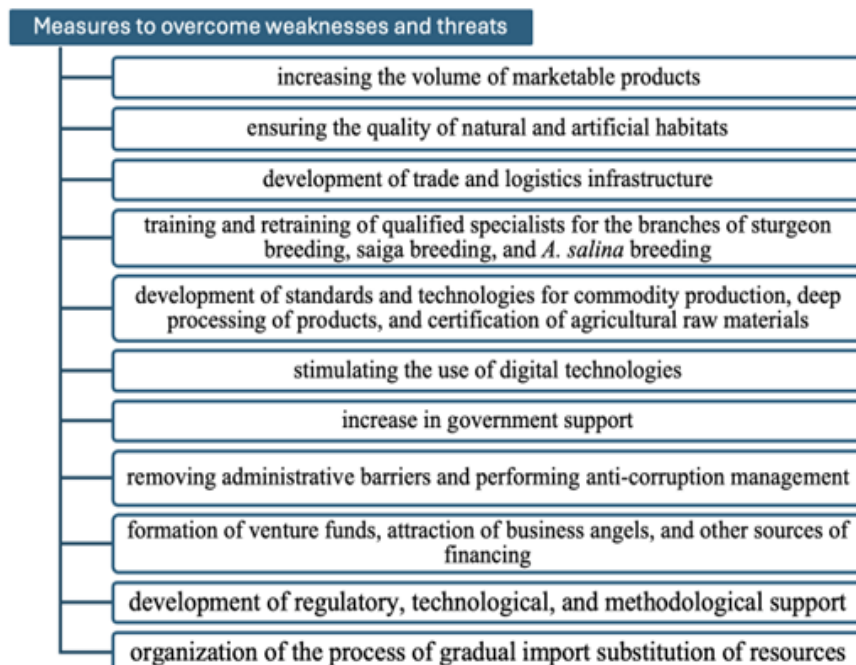 Measures to overcome weaknesses and threats
increasing the volume of marketable products
ensuring the quality of natural and artificial habitats
development of trade and logistics infrastructure
training and retraining of qualified specialists for the branches of sturgeon
breeding, saiga breeding, and A. salina breeding
development of standards and technologies for commodity production, deep
processing of products, and certification of agricultural raw materials
stimulating the use of digital technologies
increase in government support
removing administrative barriers and performing anti-corruption management
formation of venture funds, attraction of business angels, and other sources of
financing
development of regulatory, technological, and methodological support
organization of the process of gradual import substitution of resources